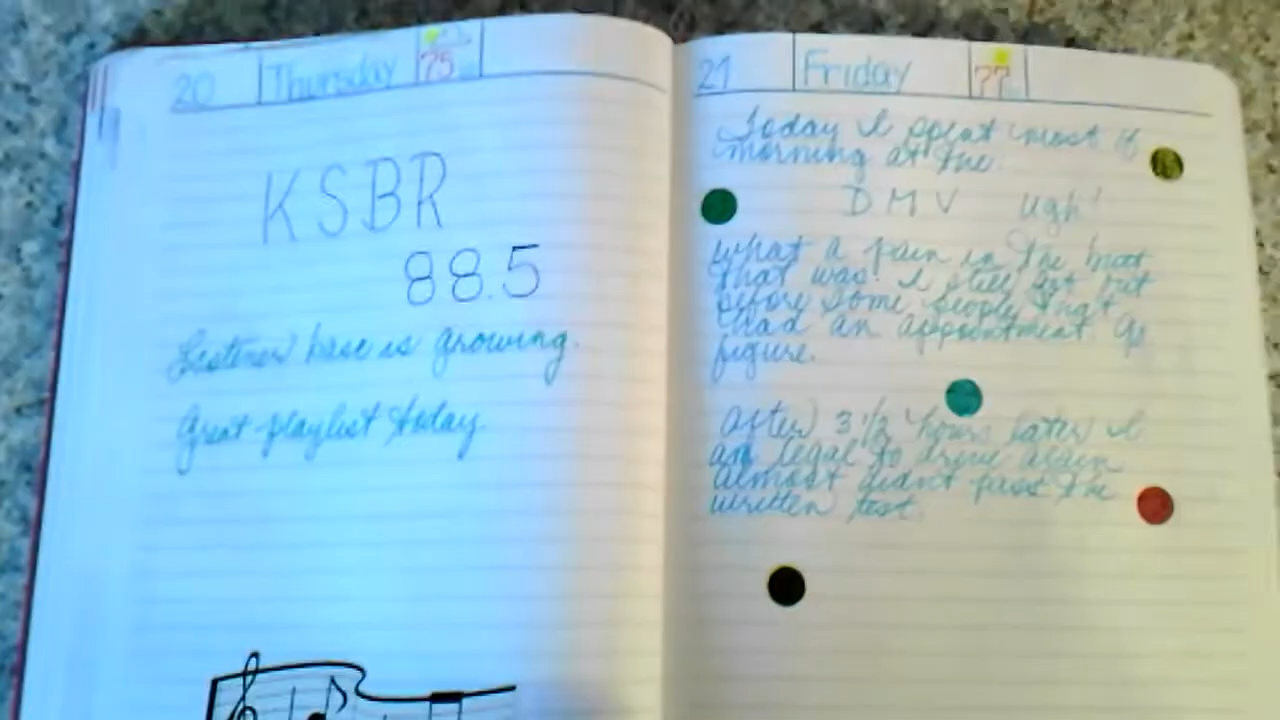 20 Thursday 75
KSBR
88.5
Listener base is growing.
Great playlist today
21 Friday 77
Today I spent most of
morning at the.
DMV ugh!
what a pain in the butt
that was. I still got out
before some people that
had an appointment. Go
figure.
After 3 1/2 hours later I
am legal to drive again
almost didn't pass the
written test.